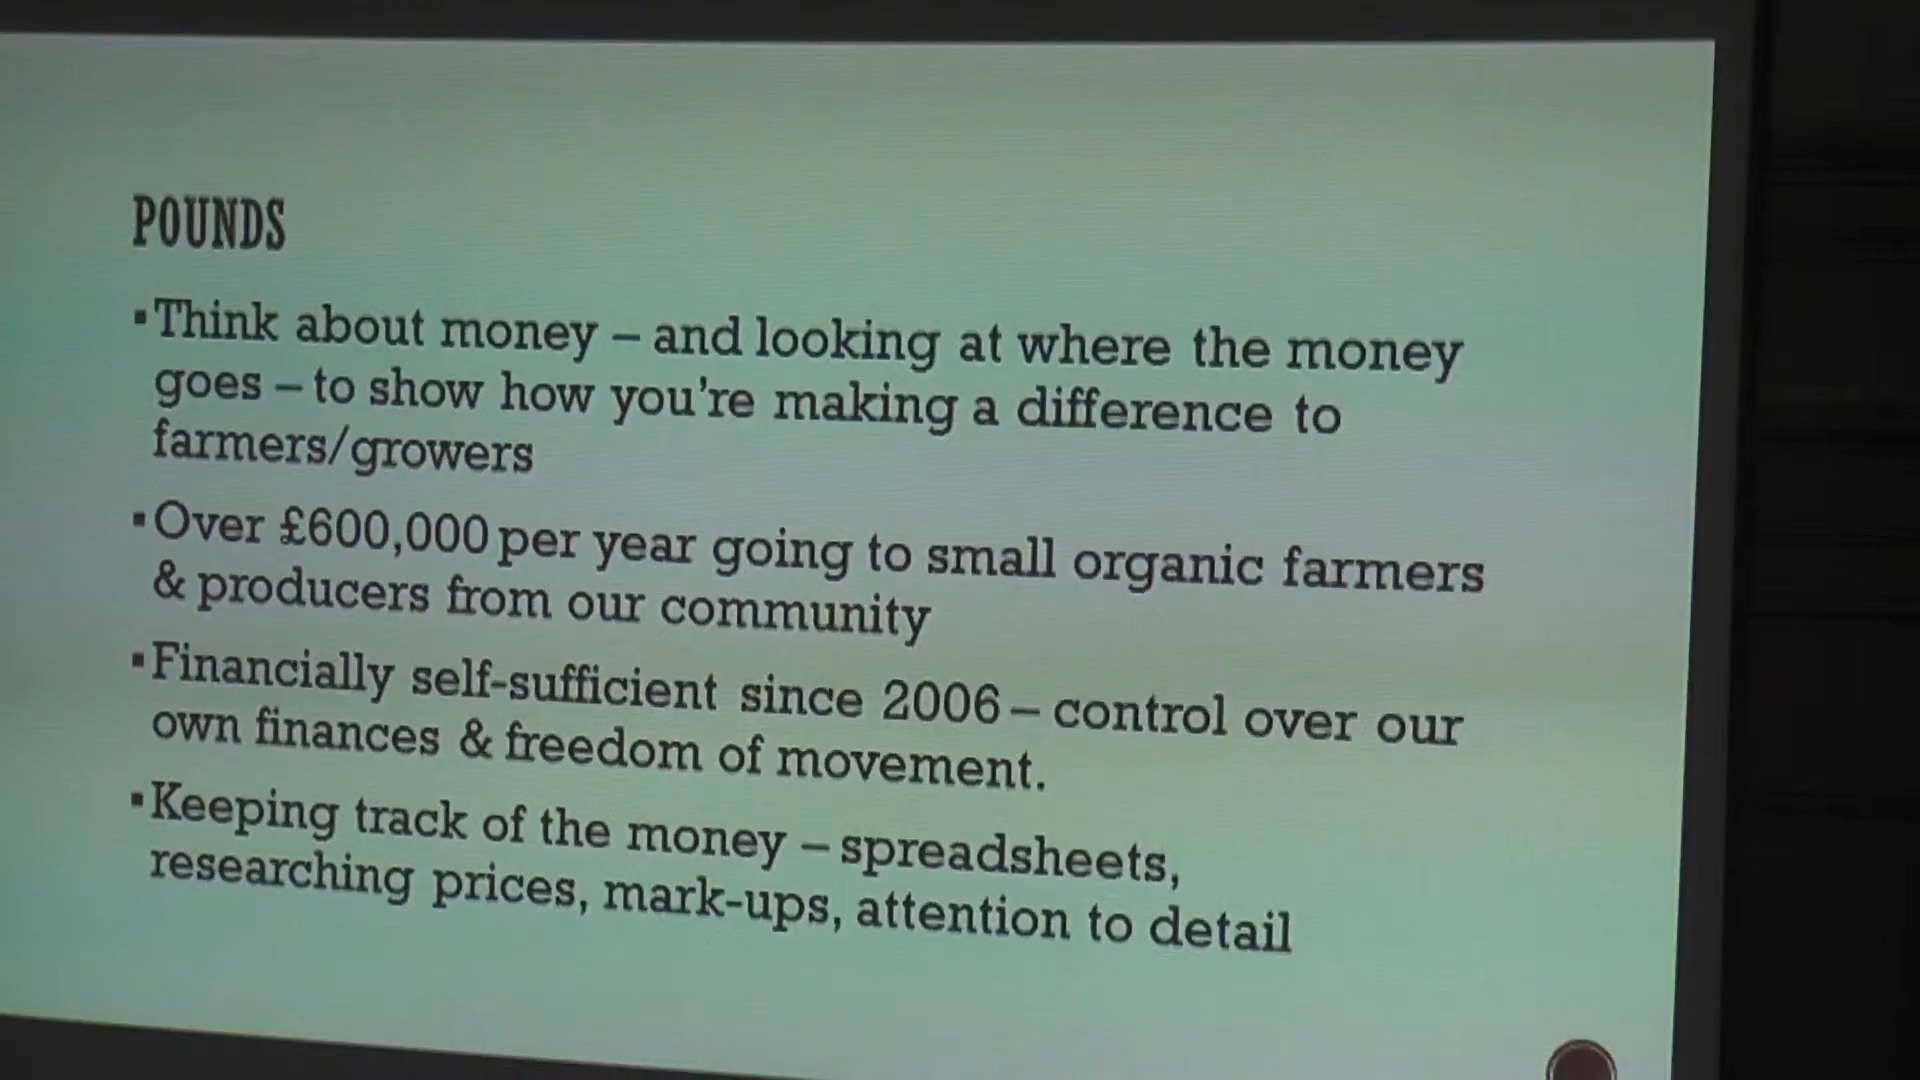 POUNDS
▪Think about money – and looking at where the money
goes – to show how you're making a difference to
farmers/growers
▪Over £600,000 per year going to small organic farmers
& producers from our community
▪Financially self-sufficient since 2006 – control over our
own finances & freedom of movement.
▪Keeping track of the money – spreadsheets,
researching prices, mark-ups, attention to detail